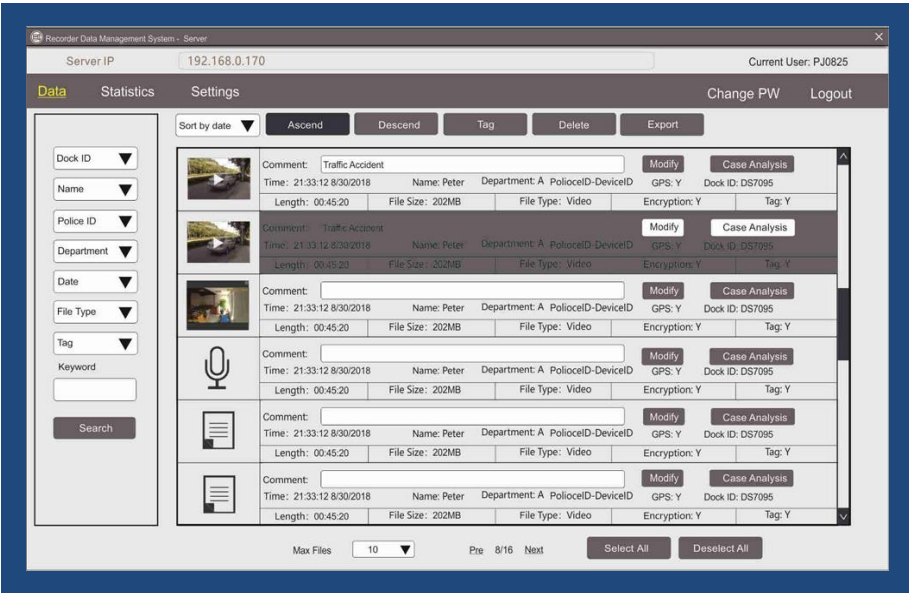 Recorder Data Management System - Server
Server IP 192.168.0.170 Current User: PJ0825
Data Statistics Settings Change PW Logout
Sort by date Ascend Descend Tag Delete Export
Dock ID
Name
Police ID
Department
Date
File Type
Tag
Keyword
Search
Comment: Traffic Accident Modify Case Analysis
Time: 21:33:12 8/30/2018 Name: Peter Department: A PolioceID-DeviceID GPS: Y Dock ID: DS7095
Length: 00:45:20 File Size: 202MB File Type: Video Encryption: Y Tag: Y
Comment: Traffic Accident Modify Case Analysis
Time: 21:33:12 8/30/2018 Name: Peter Department: A PolioceID-DeviceID GPS: Y Dock ID: DS7095
Length: 00:45:20 File Size: 202MB File Type: Video Encryption: Y Tag: Y
Comment: Modify Case Analysis
Time: 21:33:12 8/30/2018 Name: Peter Department: A PolioceID-DeviceID GPS: Y Dock ID: DS7095
Length: 00:45:20 File Size: 202MB File Type: Video Encryption: Y Tag: Y
Comment: Modify Case Analysis
Time: 21:33:12 8/30/2018 Name: Peter Department: A PolioceID-DeviceID GPS: Y Dock ID: DS7095
Length: 00:45:20 File Size: 202MB File Type: Video Encryption: Y Tag: Y
Comment: Modify Case Analysis
Time: 21:33:12 8/30/2018 Name: Peter Department: A PolioceID-DeviceID GPS: Y Dock ID: DS7095
Length: 00:45:20 File Size: 202MB File Type: Video Encryption: Y Tag: Y
Comment: Modify Case Analysis
Time: 21:33:12 8/30/2018 Name: Peter Department: A PolioceID-DeviceID GPS: Y Dock ID: DS7095
Length: 00:45:20 File Size: 202MB File Type: Video Encryption: Y Tag: Y
Max Files 10 Pre 8/16 Next Select All Deselect All